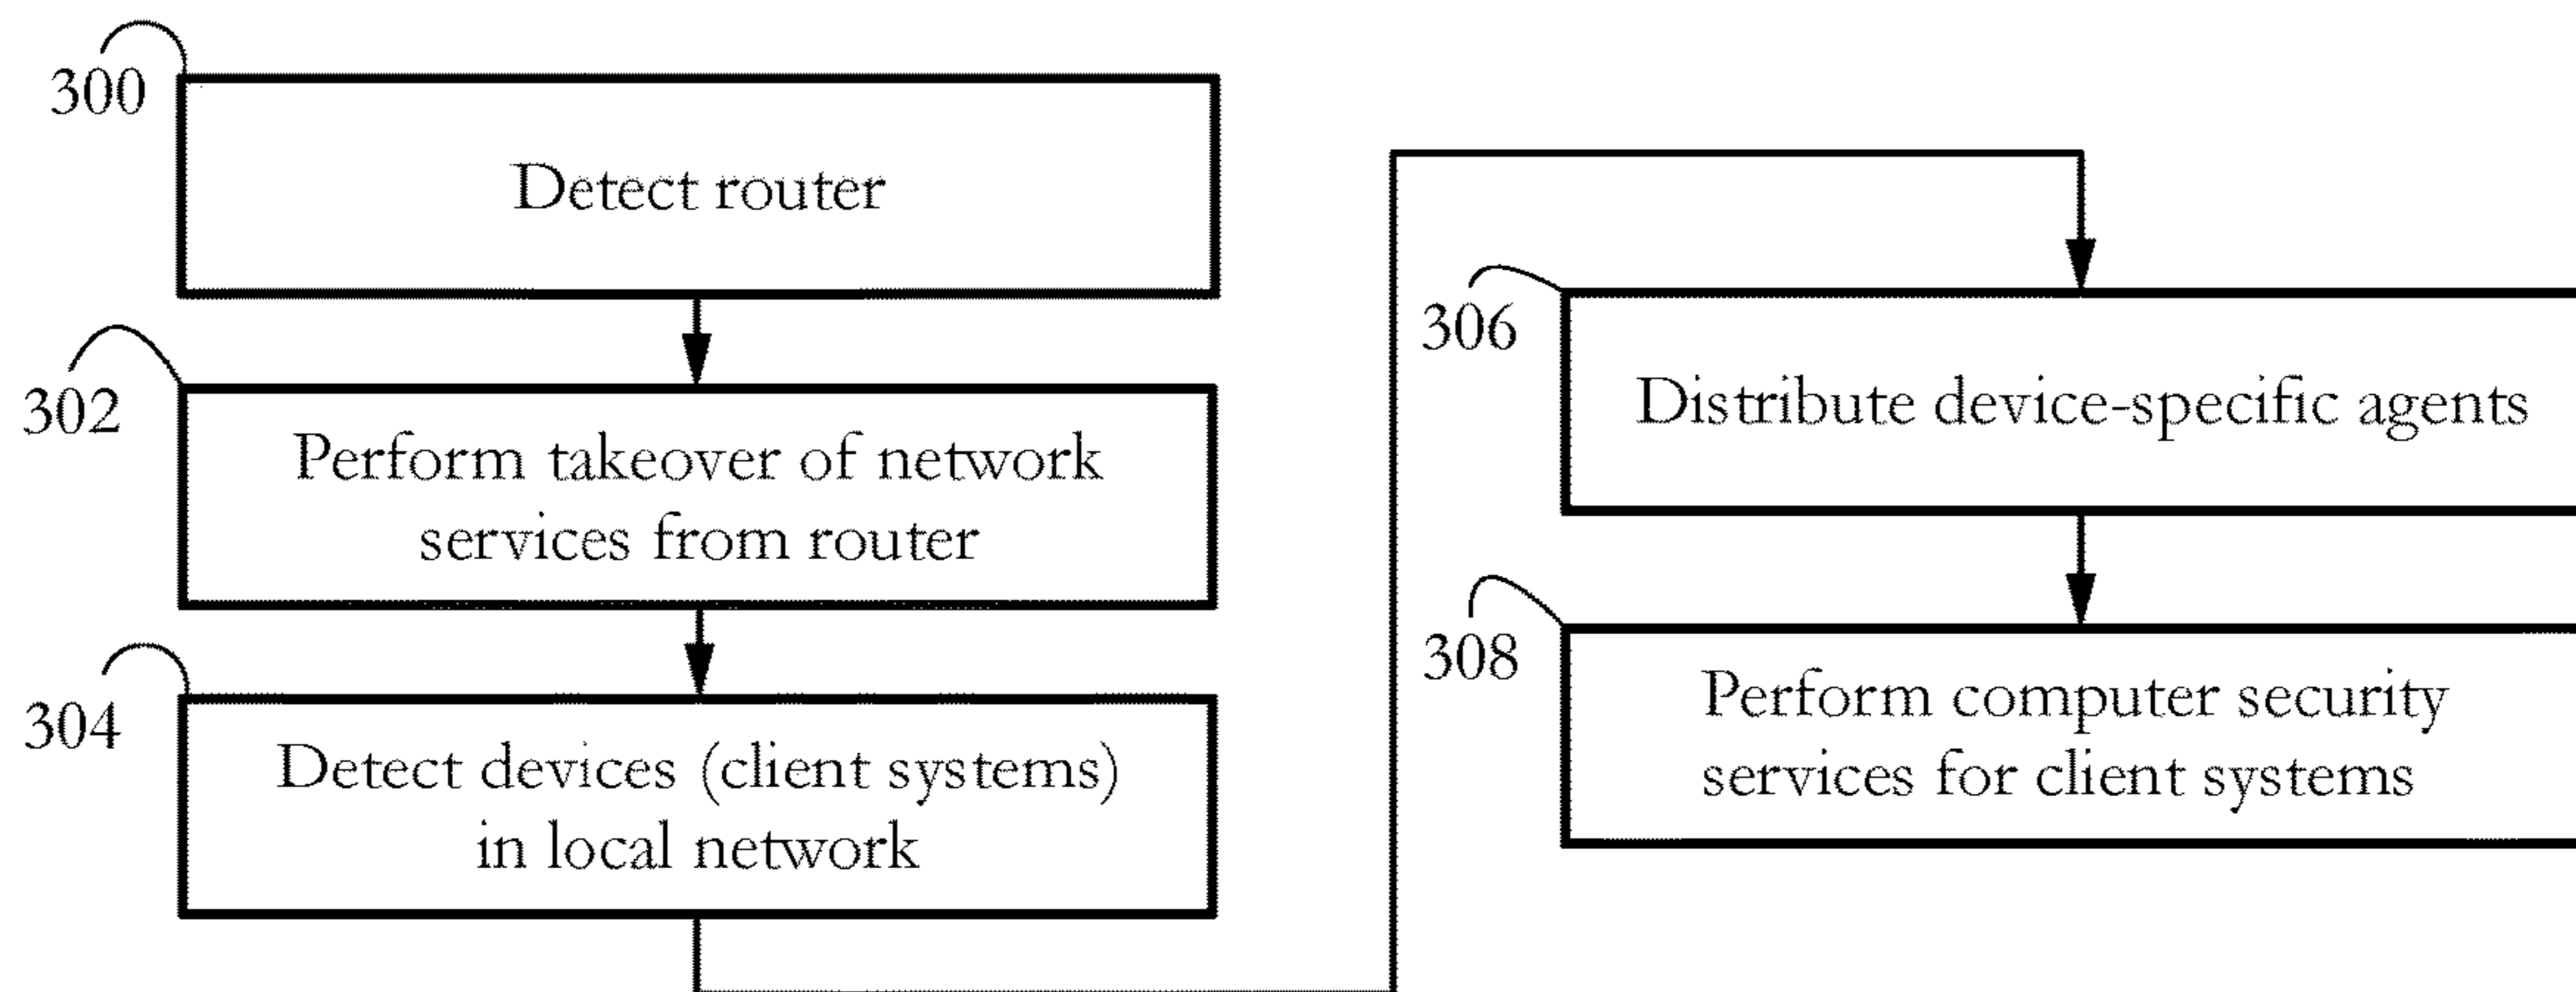 300
Detect router
302
Perform takeover of network
services from router
304
Detect devices (client systems)
in local network
306
Distribute device-specific agents
308
Perform computer security
services for client systems